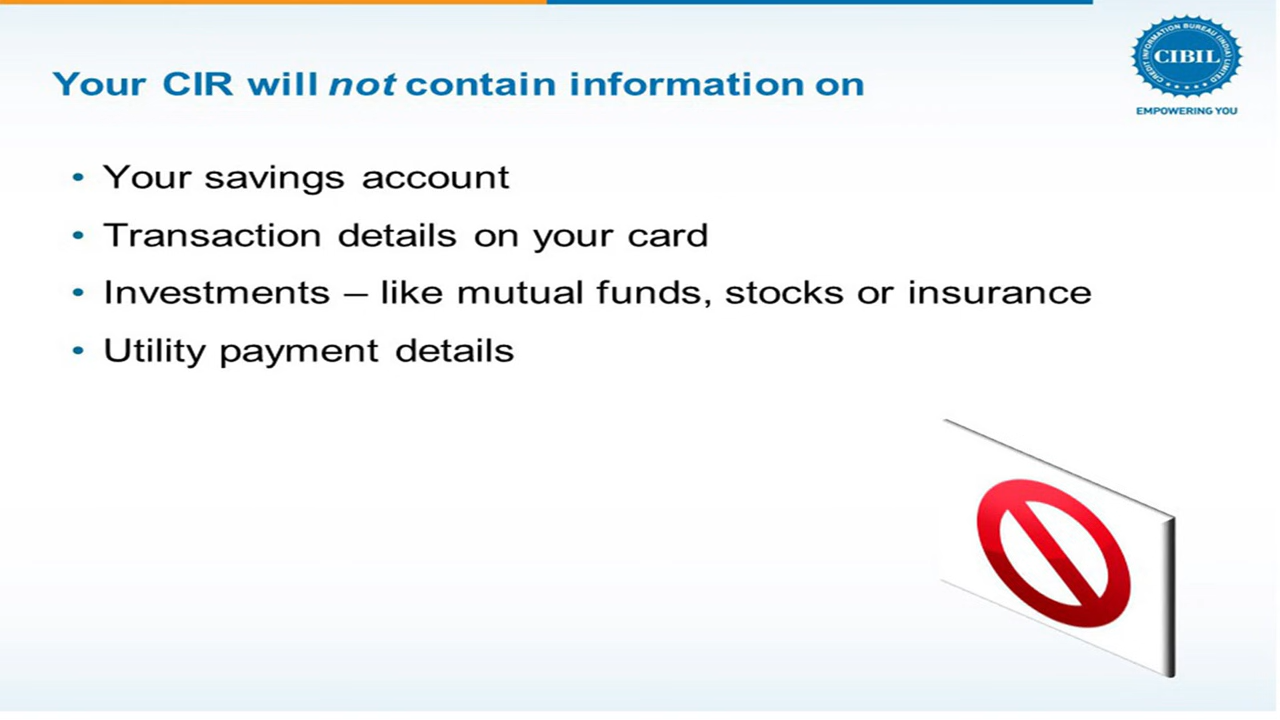 Your CIR will not contain information on
CREDIT INFORMATION BUREAU (INDIA) LIMITED
CIBIL
EMPOWERING YOU
• Your savings account
• Transaction details on your card
• Investments – like mutual funds, stocks or insurance
• Utility payment details